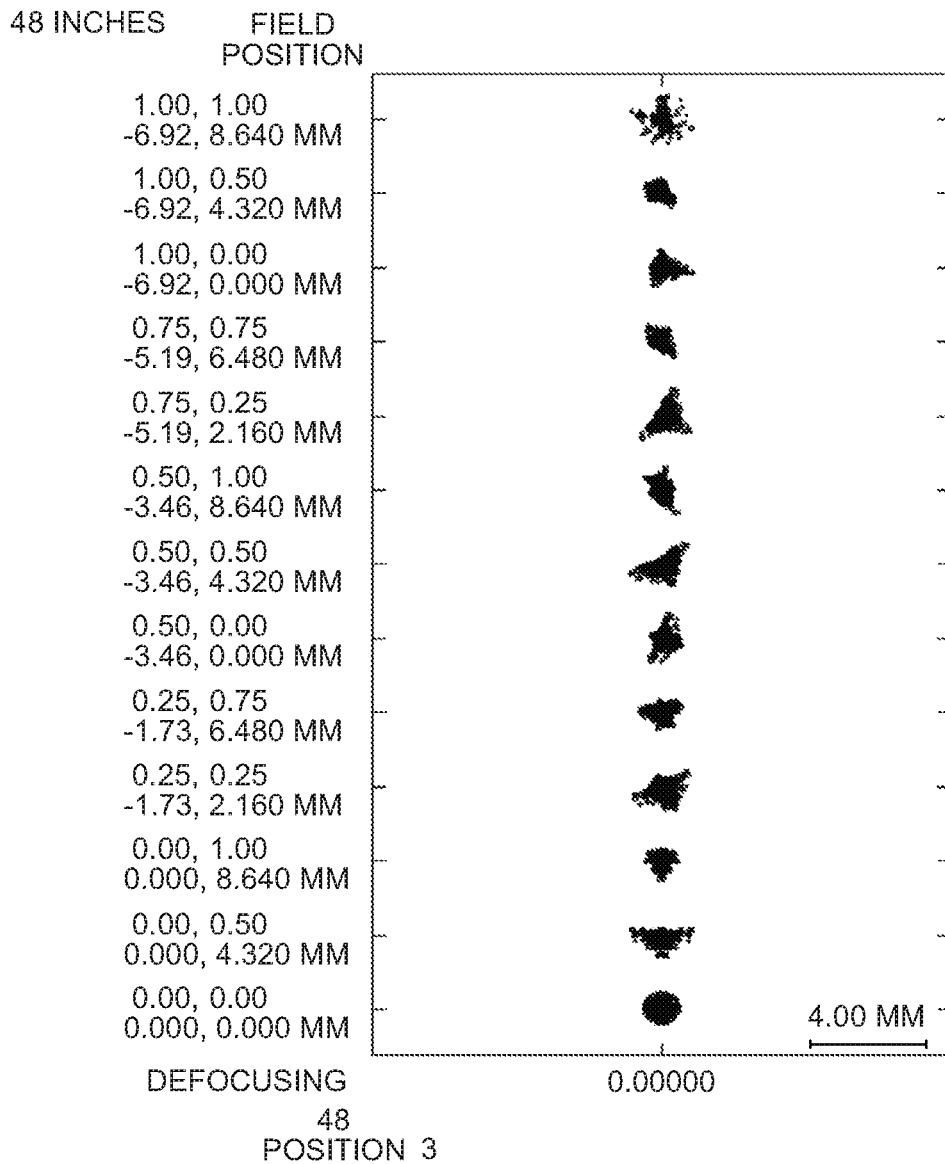 48 INCHES FIELD
POSITION
1.00, 1.00
-6.92, 8.640 MM
1.00, 0.50
-6.92, 4.320 MM
1.00, 0.00
-6.92, 0.000 MM
0.75, 0.75
-5.19, 6.480 MM
0.75, 0.25
-5.19, 2.160 MM
0.50, 1.00
-3.46, 8.640 MM
0.50, 0.50
-3.46, 4.320 MM
0.50, 0.00
-3.46, 0.000 MM
0.25, 0.75
-1.73, 6.480 MM
0.25, 0.25
-1.73, 2.160 MM
0.00, 1.00
0.000, 8.640 MM
0.00, 0.50
0.000, 4.320 MM
0.00, 0.00
0.000, 0.000 MM
4.00 MM
DEFOCUSING 0.00000
48
POSITION 3